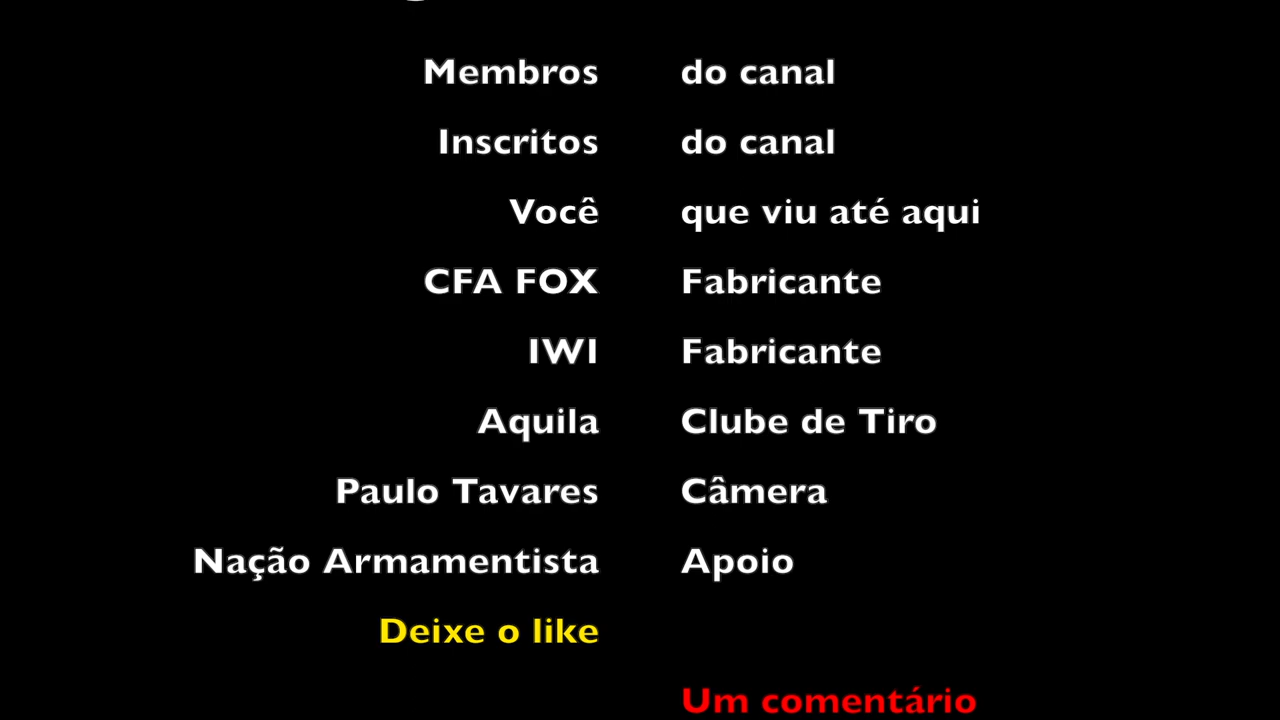 Membros do canal
Inscritos do canal
Você que viu até aqui
CFA FOX Fabricante
IWI Fabricante
Aquila Clube de Tiro
Paulo Tavares Câmera
Nação Armamentista Apoio
Deixe o like
Um comentário